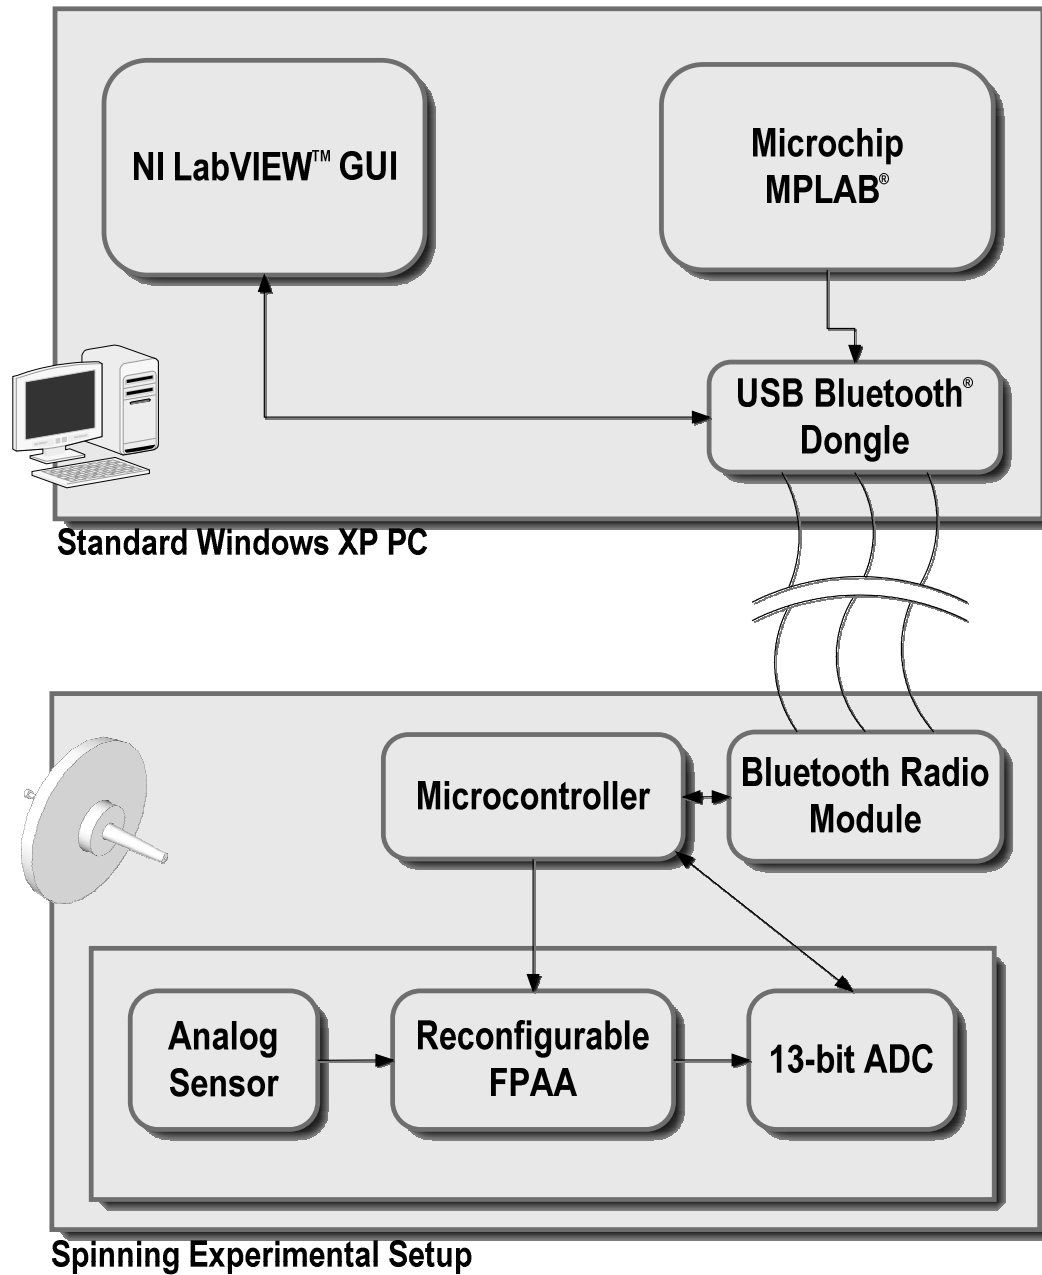 NI LabVIEW™ GUI
Microchip
MPLAB®
USB Bluetooth®
Dongle
Standard Windows XP PC
Microcontroller
Bluetooth Radio
Module
Analog
Sensor
Reconfigurable
FPAA
13-bit ADC
Spinning Experimental Setup